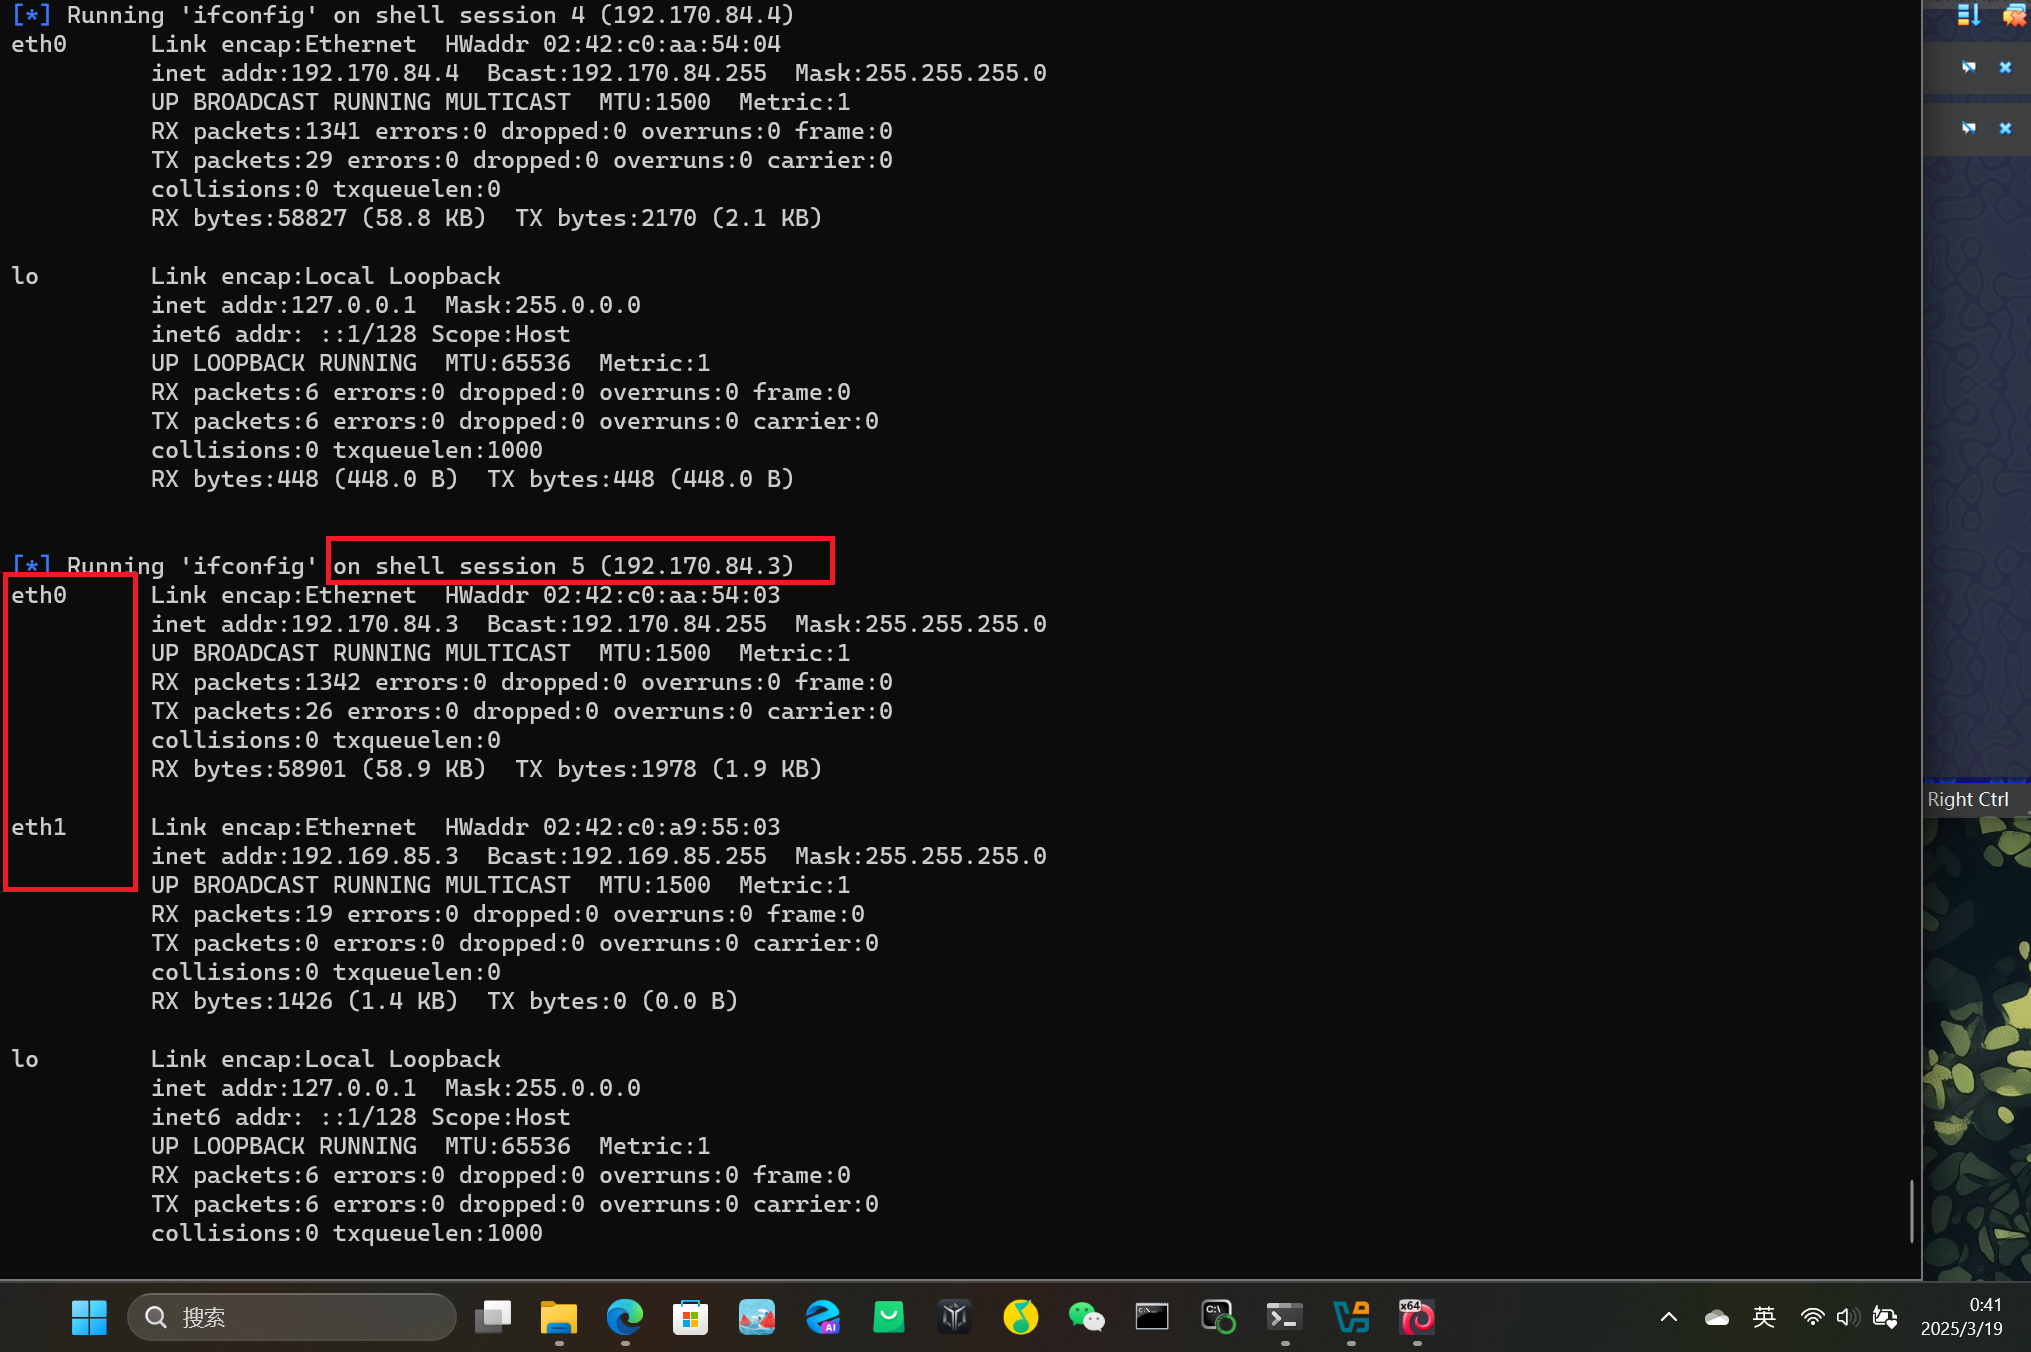 [*] Running 'ifconfig' on shell session 4 (192.170.84.4)
eth0      Link encap:Ethernet  HWaddr 02:42:c0:aa:54:04
          inet addr:192.170.84.4  Bcast:192.170.84.255  Mask:255.255.255.0
          UP BROADCAST RUNNING MULTICAST  MTU:1500  Metric:1
          RX packets:1341 errors:0 dropped:0 overruns:0 frame:0
          TX packets:29 errors:0 dropped:0 overruns:0 carrier:0
          collisions:0 txqueuelen:0
          RX bytes:58827 (58.8 KB)  TX bytes:2170 (2.1 KB)
lo        Link encap:Local Loopback
          inet addr:127.0.0.1  Mask:255.0.0.0
          inet6 addr: ::1/128 Scope:Host
          UP LOOPBACK RUNNING  MTU:65536  Metric:1
          RX packets:6 errors:0 dropped:0 overruns:0 frame:0
          TX packets:6 errors:0 dropped:0 overruns:0 carrier:0
          collisions:0 txqueuelen:1000
          RX bytes:448 (448.0 B)  TX bytes:448 (448.0 B)
[*] Running 'ifconfig' on shell session 5 (192.170.84.3)
eth0      Link encap:Ethernet  HWaddr 02:42:c0:aa:54:03
          inet addr:192.170.84.3  Bcast:192.170.84.255  Mask:255.255.255.0
          UP BROADCAST RUNNING MULTICAST  MTU:1500  Metric:1
          RX packets:1342 errors:0 dropped:0 overruns:0 frame:0
          TX packets:26 errors:0 dropped:0 overruns:0 carrier:0
          collisions:0 txqueuelen:0
          RX bytes:58901 (58.9 KB)  TX bytes:1978 (1.9 KB)
eth1      Link encap:Ethernet  HWaddr 02:42:c0:a9:55:03
          inet addr:192.169.85.3  Bcast:192.169.85.255  Mask:255.255.255.0
          UP BROADCAST RUNNING MULTICAST  MTU:1500  Metric:1
          RX packets:19 errors:0 dropped:0 overruns:0 frame:0
          TX packets:0 errors:0 dropped:0 overruns:0 carrier:0
          collisions:0 txqueuelen:0
          RX bytes:1426 (1.4 KB)  TX bytes:0 (0.0 B)
lo        Link encap:Local Loopback
          inet addr:127.0.0.1  Mask:255.0.0.0
          inet6 addr: ::1/128 Scope:Host
          UP LOOPBACK RUNNING  MTU:65536  Metric:1
          RX packets:6 errors:0 dropped:0 overruns:0 frame:0
          TX packets:6 errors:0 dropped:0 overruns:0 carrier:0
          collisions:0 txqueuelen:1000
Right Ctrl
搜索
AI
C:\
x64
英
0:41
2025/3/19